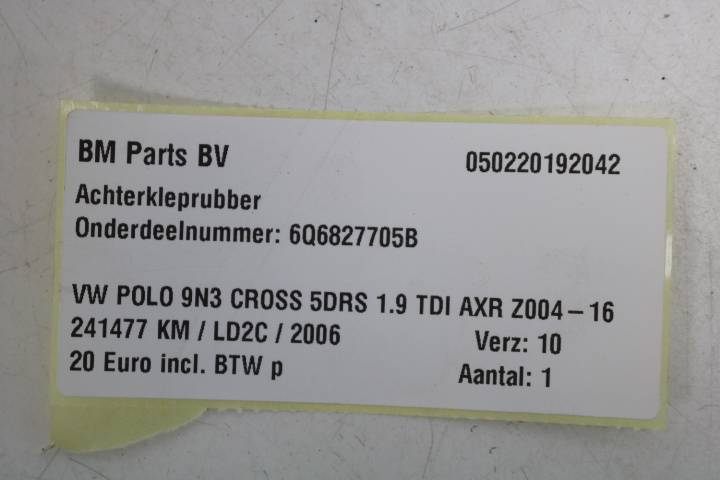 BM Parts BV 050220192042
Achterkleprubber
Onderdeelnummer: 6Q6827705B
VW POLO 9N3 CROSS 5DRS 1.9 TDI AXR Z004-16
241477 KM / LD2C / 2006 Verz: 10
20 Euro incl. BTW p Aantal: 1